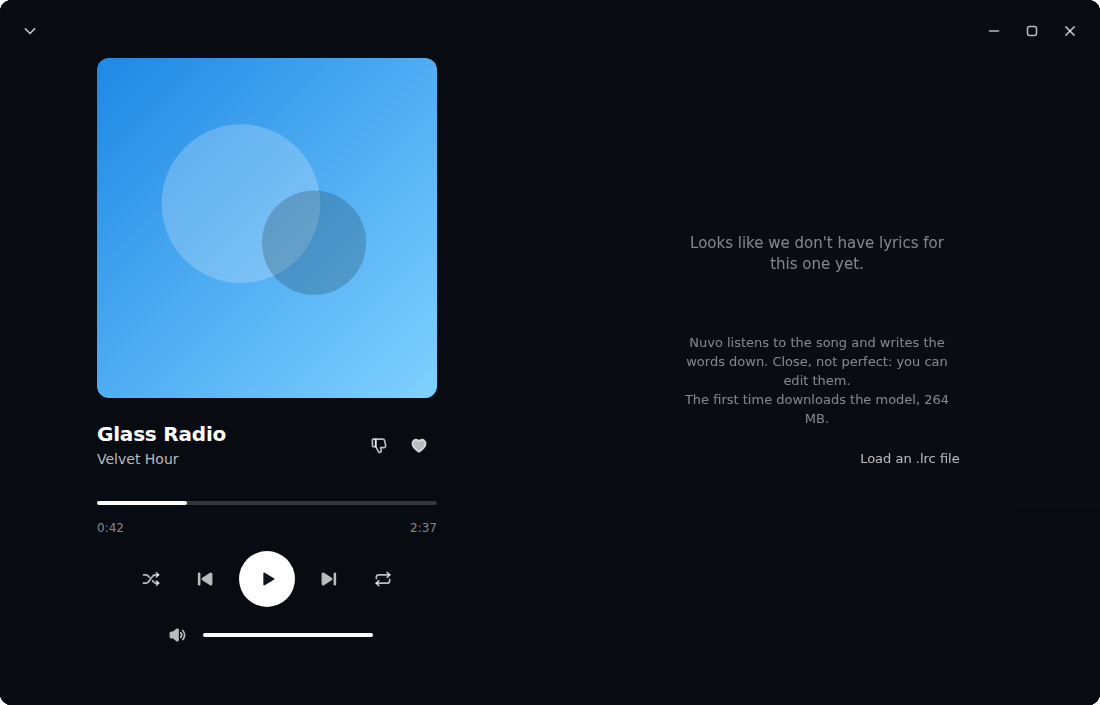 Looks like we don't have lyrics for
this one yet.
Nuvo listens to the song and writes the
words down. Close, not perfect: you can
edit them.
The first time downloads the model, 264
MB.
Load an .lrc file
Glass Radio
Velvet Hour
0:42
2:37